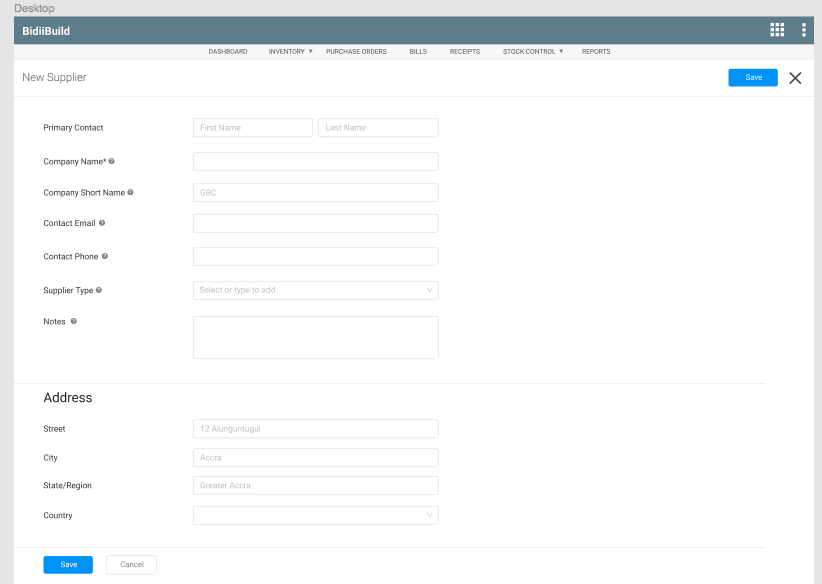 Desktop
BidiiBuild
DASHBOARD INVENTORY ▼ PURCHASE ORDERS BILLS RECEIPTS STOCK CONTROL ▼ REPORTS
New Supplier Save
Primary Contact First Name Last Name
Company Name*
Company Short Name GBC
Contact Email
Contact Phone
Supplier Type Select or type to add
Notes
Address
Street 12 Alunguntugui
City Accra
State/Region Greater Accra
Country
Save Cancel